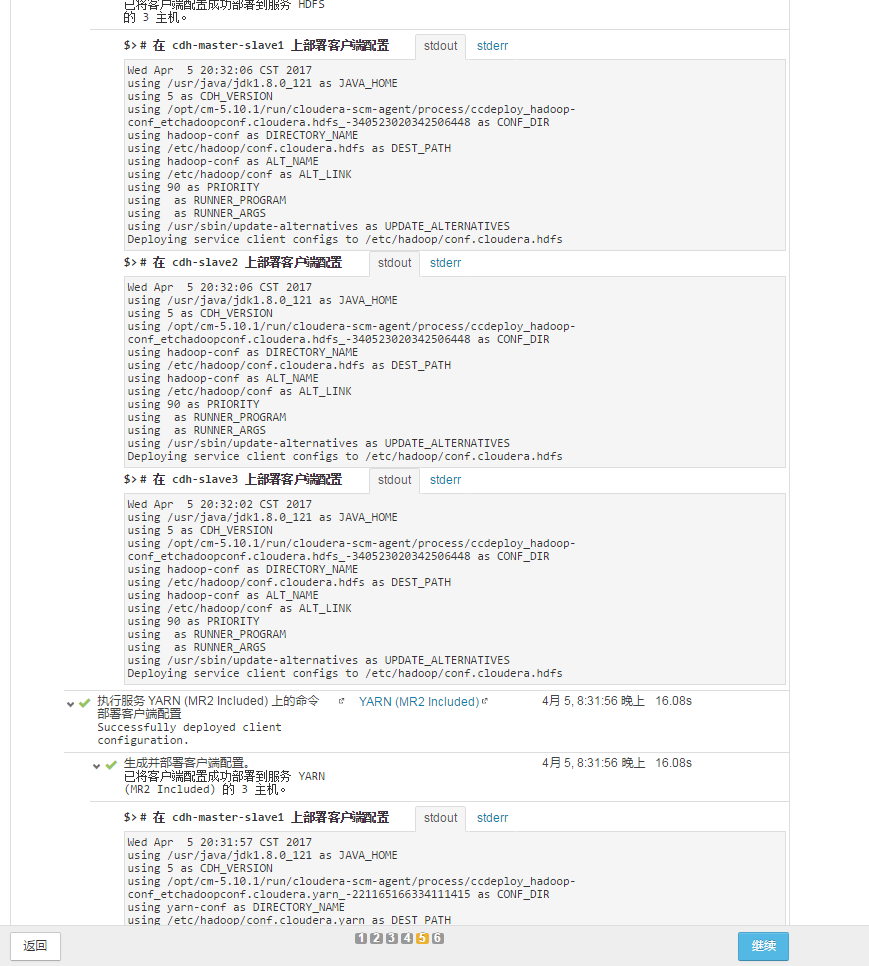 已将客户端配置成功部署到服务 HDFS
的 3 主机。
$> # 在 cdh-master-slave1 上部署客户端配置 stdout stderr
Wed Apr  5 20:32:06 CST 2017
using /usr/java/jdk1.8.0_121 as JAVA_HOME
using 5 as CDH_VERSION
using /opt/cm-5.10.1/run/cloudera-scm-agent/process/ccdeploy_hadoop-
conf_etchadoopconf.cloudera.hdfs_-340523020342506448 as CONF_DIR
using hadoop-conf as DIRECTORY_NAME
using /etc/hadoop/conf.cloudera.hdfs as DEST_PATH
using hadoop-conf as ALT_NAME
using /etc/hadoop/conf as ALT_LINK
using 90 as PRIORITY
using  as RUNNER_PROGRAM
using  as RUNNER_ARGS
using /usr/sbin/update-alternatives as UPDATE_ALTERNATIVES
Deploying service client configs to /etc/hadoop/conf.cloudera.hdfs
$> # 在 cdh-slave2 上部署客户端配置 stdout stderr
Wed Apr  5 20:32:06 CST 2017
using /usr/java/jdk1.8.0_121 as JAVA_HOME
using 5 as CDH_VERSION
using /opt/cm-5.10.1/run/cloudera-scm-agent/process/ccdeploy_hadoop-
conf_etchadoopconf.cloudera.hdfs_-340523020342506448 as CONF_DIR
using hadoop-conf as DIRECTORY_NAME
using /etc/hadoop/conf.cloudera.hdfs as DEST_PATH
using hadoop-conf as ALT_NAME
using /etc/hadoop/conf as ALT_LINK
using 90 as PRIORITY
using  as RUNNER_PROGRAM
using  as RUNNER_ARGS
using /usr/sbin/update-alternatives as UPDATE_ALTERNATIVES
Deploying service client configs to /etc/hadoop/conf.cloudera.hdfs
$> # 在 cdh-slave3 上部署客户端配置 stdout stderr
Wed Apr  5 20:32:02 CST 2017
using /usr/java/jdk1.8.0_121 as JAVA_HOME
using 5 as CDH_VERSION
using /opt/cm-5.10.1/run/cloudera-scm-agent/process/ccdeploy_hadoop-
conf_etchadoopconf.cloudera.hdfs_-340523020342506448 as CONF_DIR
using hadoop-conf as DIRECTORY_NAME
using /etc/hadoop/conf.cloudera.hdfs as DEST_PATH
using hadoop-conf as ALT_NAME
using /etc/hadoop/conf as ALT_LINK
using 90 as PRIORITY
using  as RUNNER_PROGRAM
using  as RUNNER_ARGS
using /usr/sbin/update-alternatives as UPDATE_ALTERNATIVES
Deploying service client configs to /etc/hadoop/conf.cloudera.hdfs
执行服务 YARN (MR2 Included) 上的命令 YARN (MR2 Included) 4月 5, 8:31:56 晚上 16.08s
部署客户端配置
Successfully deployed client
configuration.
生成并部署客户端配置。 4月 5, 8:31:56 晚上 16.08s
已将客户端配置成功部署到服务 YARN
(MR2 Included) 的 3 主机。
$> # 在 cdh-master-slave1 上部署客户端配置 stdout stderr
Wed Apr  5 20:31:57 CST 2017
using /usr/java/jdk1.8.0_121 as JAVA_HOME
using 5 as CDH_VERSION
using /opt/cm-5.10.1/run/cloudera-scm-agent/process/ccdeploy_hadoop-
conf_etchadoopconf.cloudera.yarn_-221165166334111415 as CONF_DIR
using yarn-conf as DIRECTORY_NAME
using /etc/hadoop/conf.cloudera.yarn as DEST_PATH
返回 1 2 3 4 5 6 继续